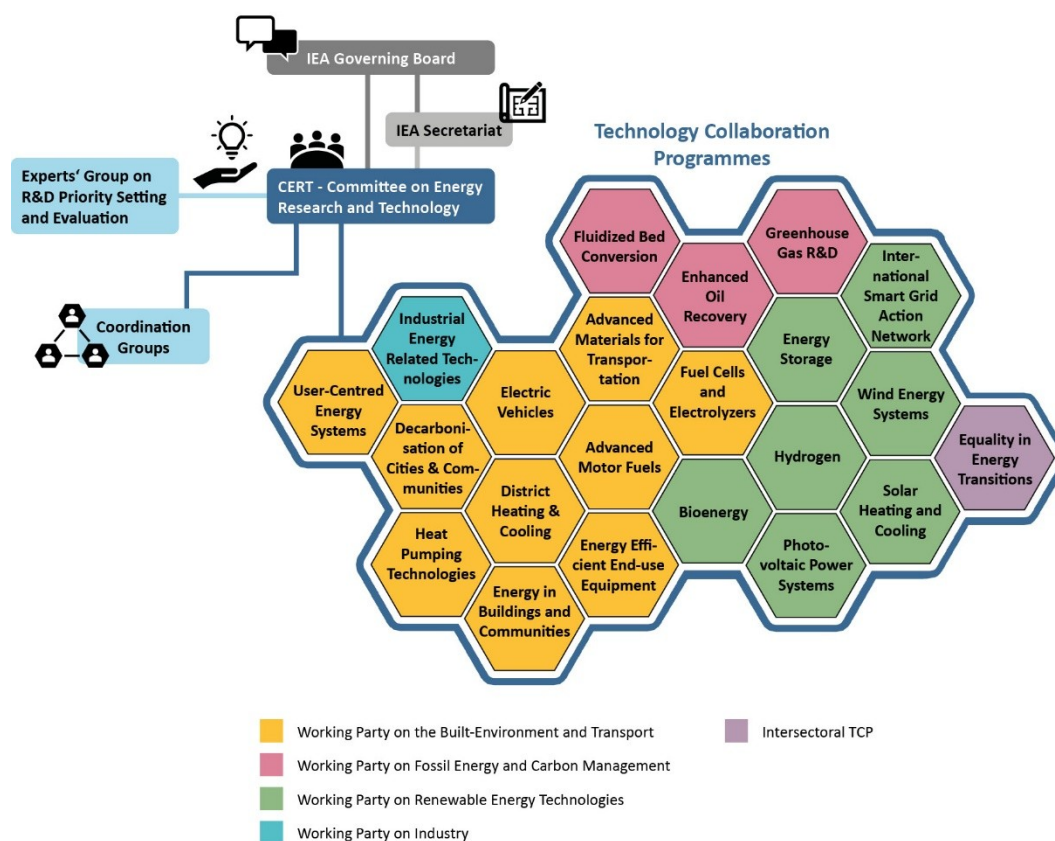 IEA Governing Board
IEA Secretariat
Technology Collaboration
Programmes
Experts‘ Group on
R&D Priority Setting
and Evaluation
CERT - Committee on Energy
Research and Technology
Coordination
Groups
Fluidized Bed
Conversion
Greenhouse
Gas R&D
Enhanced
Oil
Recovery
Inter-
national
Smart Grid
Action
Network
Industrial
Energy
Related Tech-
nologies
Advanced
Materials for
Transpor-
tation
Energy
Storage
User-Centred
Energy
Systems
Electric
Vehicles
Fuel Cells
and
Electrolyzers
Wind Energy
Systems
Decarboni-
sation of
Cities & Com-
munities
Advanced
Motor Fuels
Hydrogen
Equality in
Energy
Transitions
District
Heating &
Cooling
Bioenergy
Solar
Heating and
Cooling
Heat
Pumping
Technologies
Energy Effi-
cient End-use
Equipment
Photo-
voltaic Power
Systems
Energy in
Buildings and
Communities
Working Party on the Built-Environment and Transport
Intersectoral TCP
Working Party on Fossil Energy and Carbon Management
Working Party on Renewable Energy Technologies
Working Party on Industry